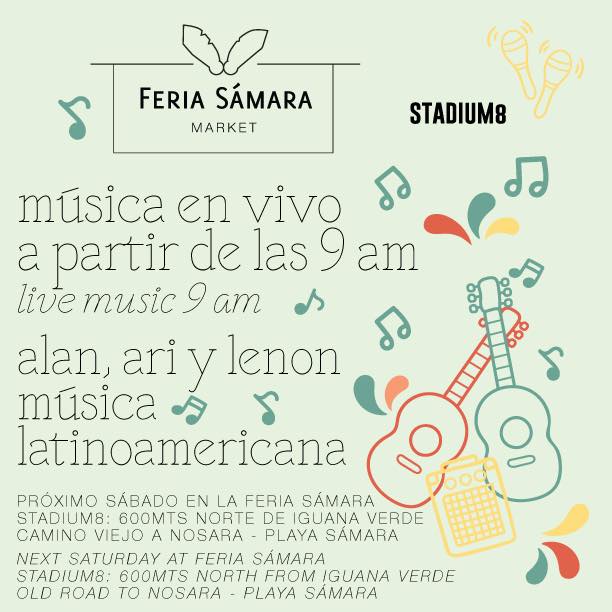 FERIA SÁMARA
MARKET
STADIUM8
música en vivo
a partir de las 9 am
live music 9 am
alan, ari y lenon
música
latinoamericana
PRÓXIMO SÁBADO EN LA FERIA SÁMARA
STADIUM8: 600MTS NORTE DE IGUANA VERDE
CAMINO VIEJO A NOSARA - PLAYA SÁMARA
NEXT SATURDAY AT FERIA SÁMARA
STADIUM8: 600MTS NORTH FROM IGUANA VERDE
OLD ROAD TO NOSARA - PLAYA SÁMARA